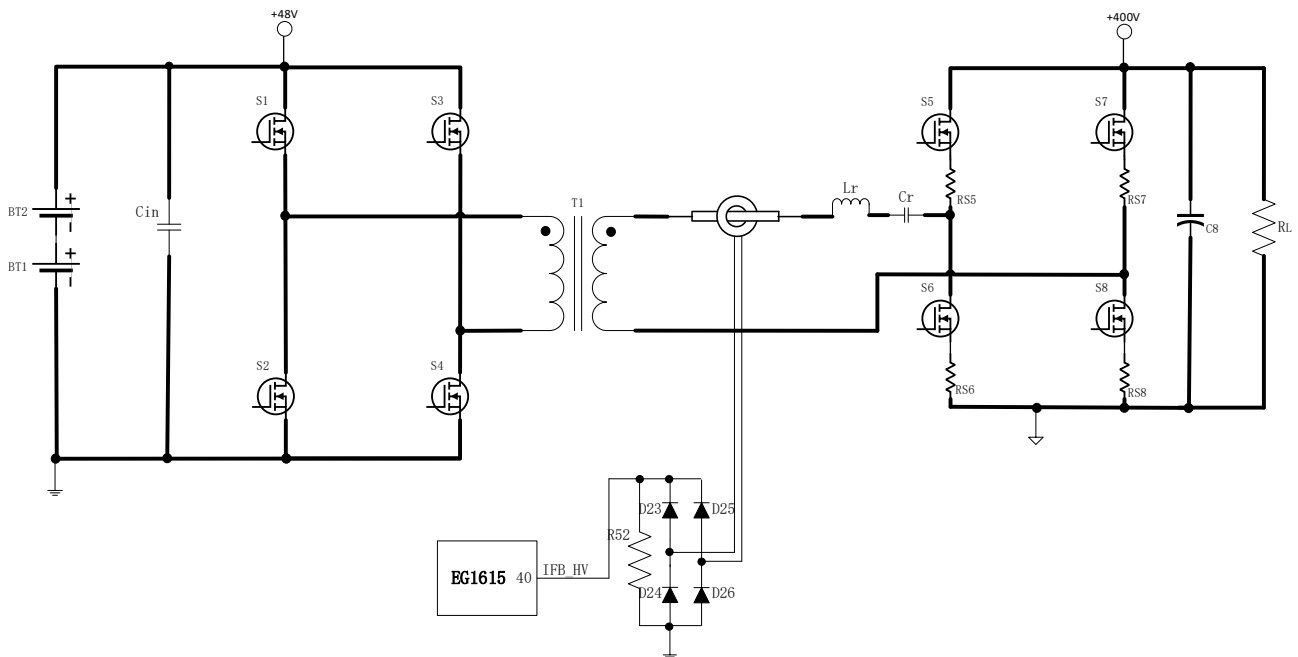 +48V
+400V
S1
S3
S5
S7
BT2
+
Cin
T1
Lr
Cr
RS5
RS7
C8
RL
BT1
+
S6
S8
S2
S4
RS6
RS8
D23
D25
R52
EG1615
40
IFB_HV
D24
D26